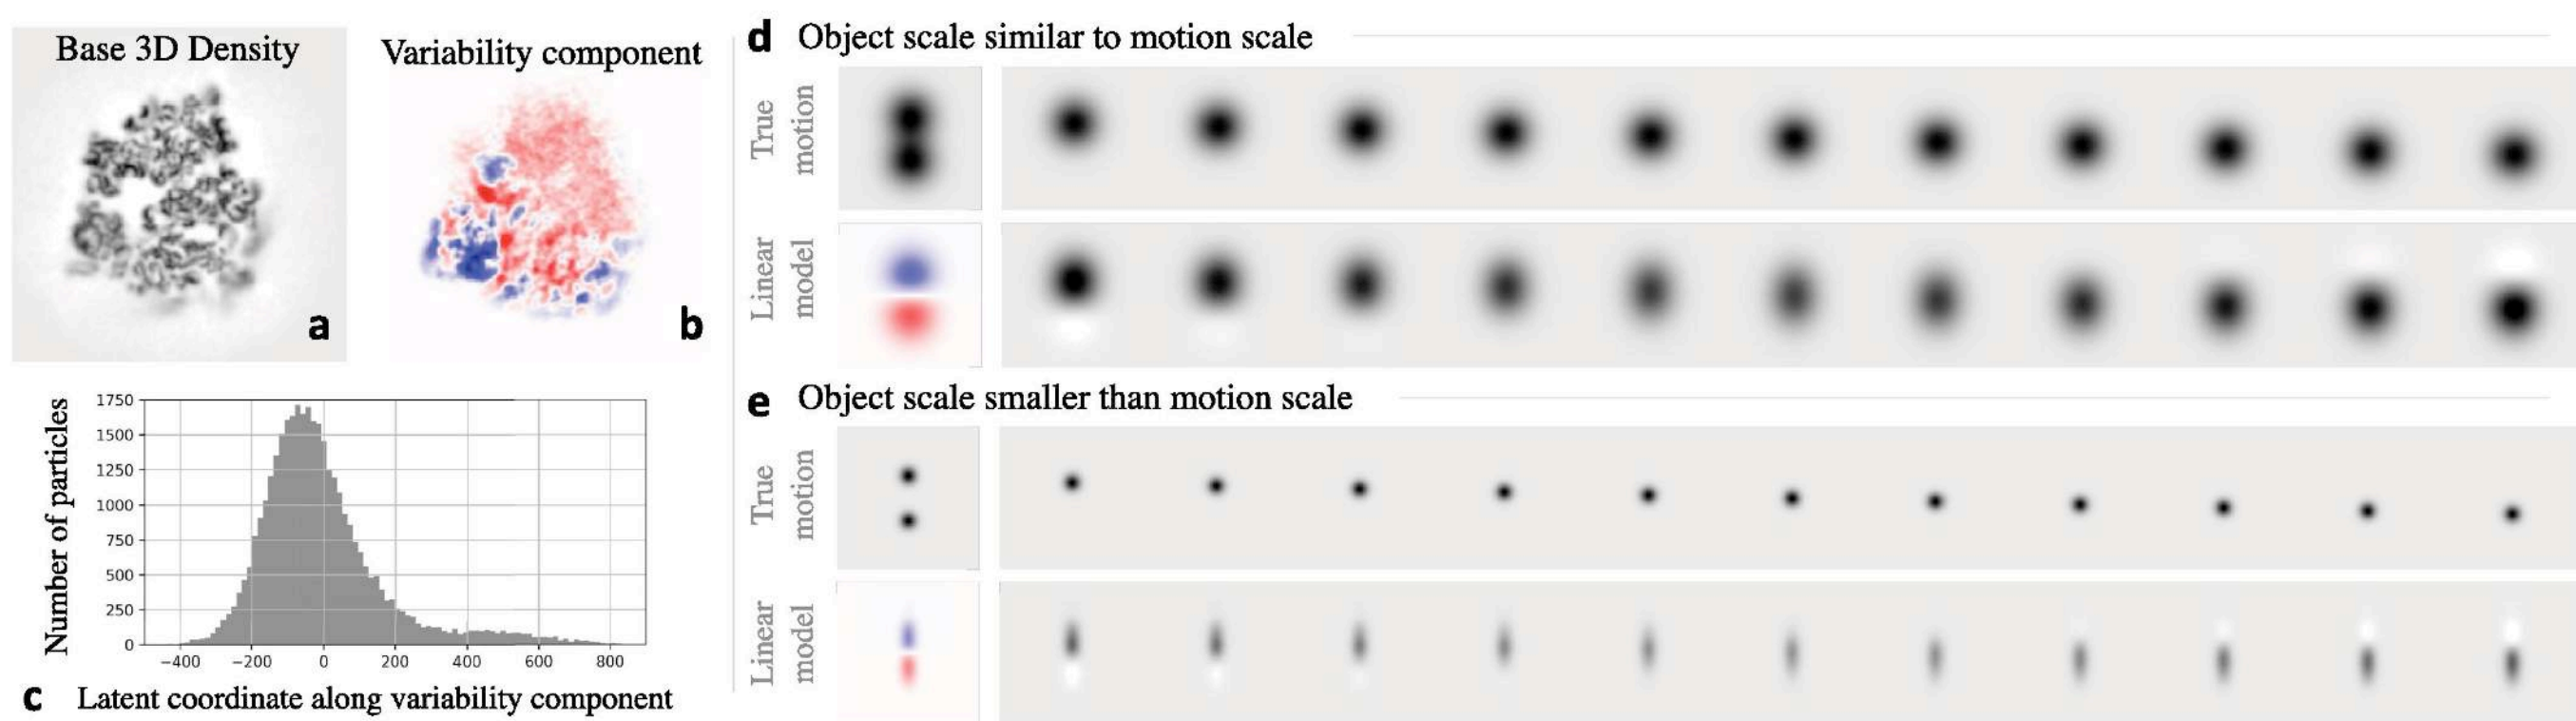 Base 3D Density
a
Variability component
b
Number of particles
1750
1500
1250
1000
750
500
250
0
−400 −200 0 200 400 600 800
c Latent coordinate along variability component
d Object scale similar to motion scale
True
motion
Linear
model
e Object scale smaller than motion scale
True
motion
Linear
model